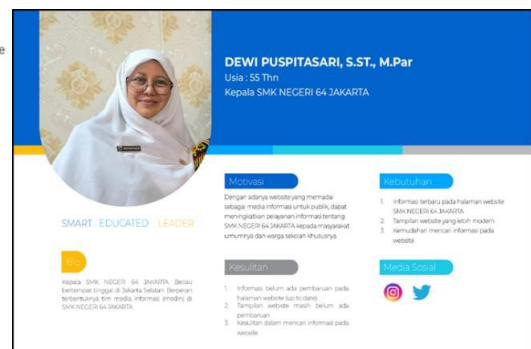 e
DEWI PUSPITASARI, S.ST., M.Par
Usia : 55 Thn
Kepala SMK NEGERI 64 JAKARTA
SMART EDUCATED LEADER
Bio
Kepala SMK NEGERI 64 JAKARTA. Beliau
bertempat tinggal di Jakarta Selatan. Berperan
terbentuknya tim media informasi (medin) di
SMK NEGERI 64 JAKARTA.
Motivasi
Dengan adanya website yang memadai
sebagai media informasi untuk publik, dapat
meningkatkan pelayanan informasi tentang
SMK NEGERI 64 JAKARTA kepada masyarakat
umumnya dan warga sekolah khususnya.
Kesulitan
1. Informasi belum ada pembaruan pada
halaman website (up to date)
2. Tampilan website masih belum ada
pembaruan
3. Kesulitan dalam mencari informasi pada
website
Kebutuhan
1. Informasi terbaru pada halaman website
SMK NEGERI 64 JAKARTA
2. Tampilan website yang lebih modern
3. Kemudahan mencari informasi pada
website
Media Sosial